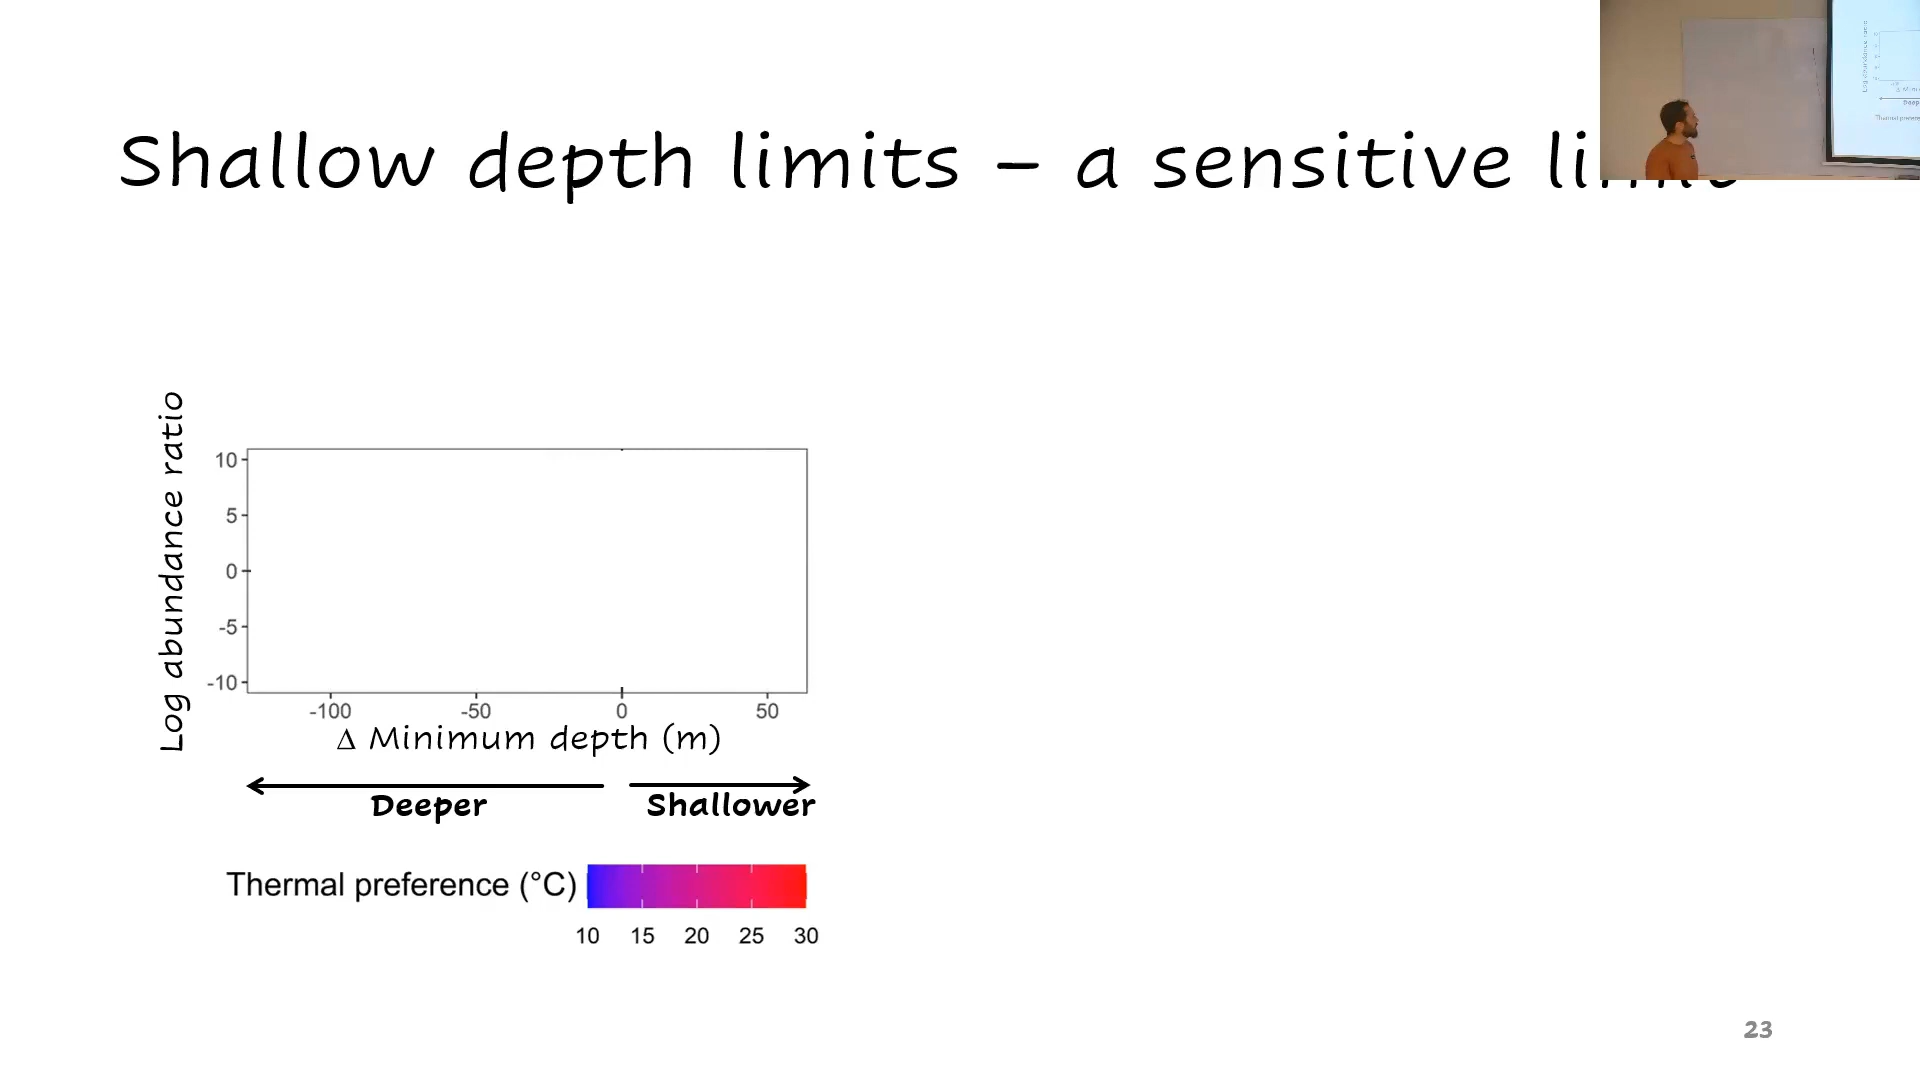 Shallow depth limits – a sensitive
Log abundance ratio
10
5
0
-5
-10
-100 -50 0 50
Δ Minimum depth (m)
Deeper Shallower
Thermal preference (°C)
10 15 20 25 30
23